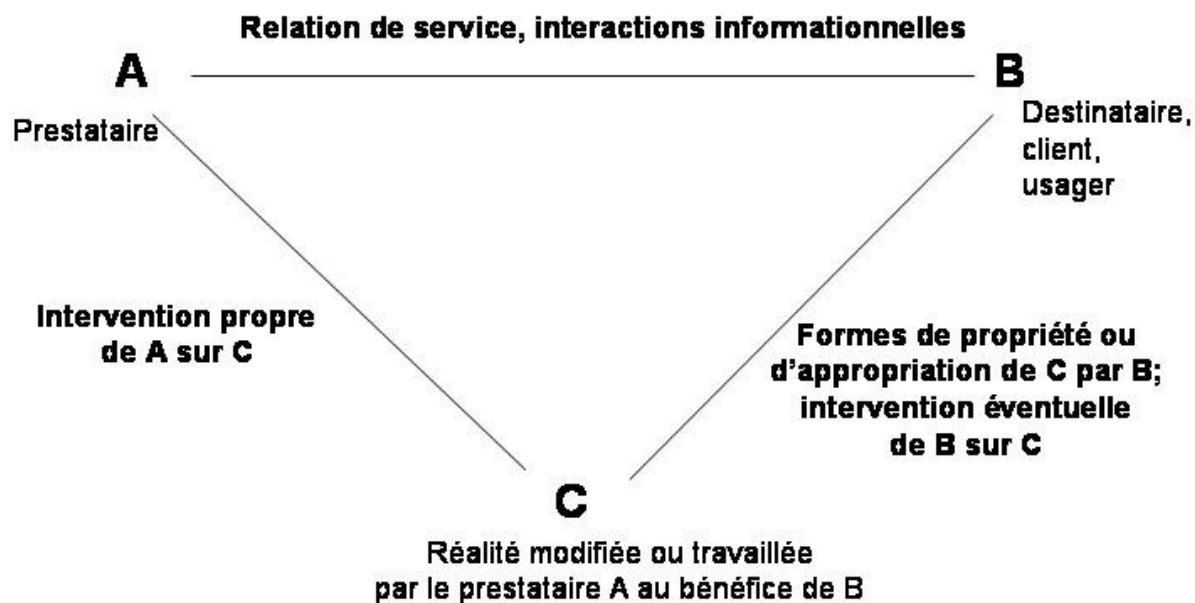 Relation de service, interactions informationnelles
A
B
Prestataire
Destinataire,
client,
usager
Intervention propre
de A sur C
Formes de propriété ou
d'appropriation de C par B;
intervention éventuelle
de B sur C
C
Réalité modifiée ou travaillée
par le prestataire A au bénéfice de B